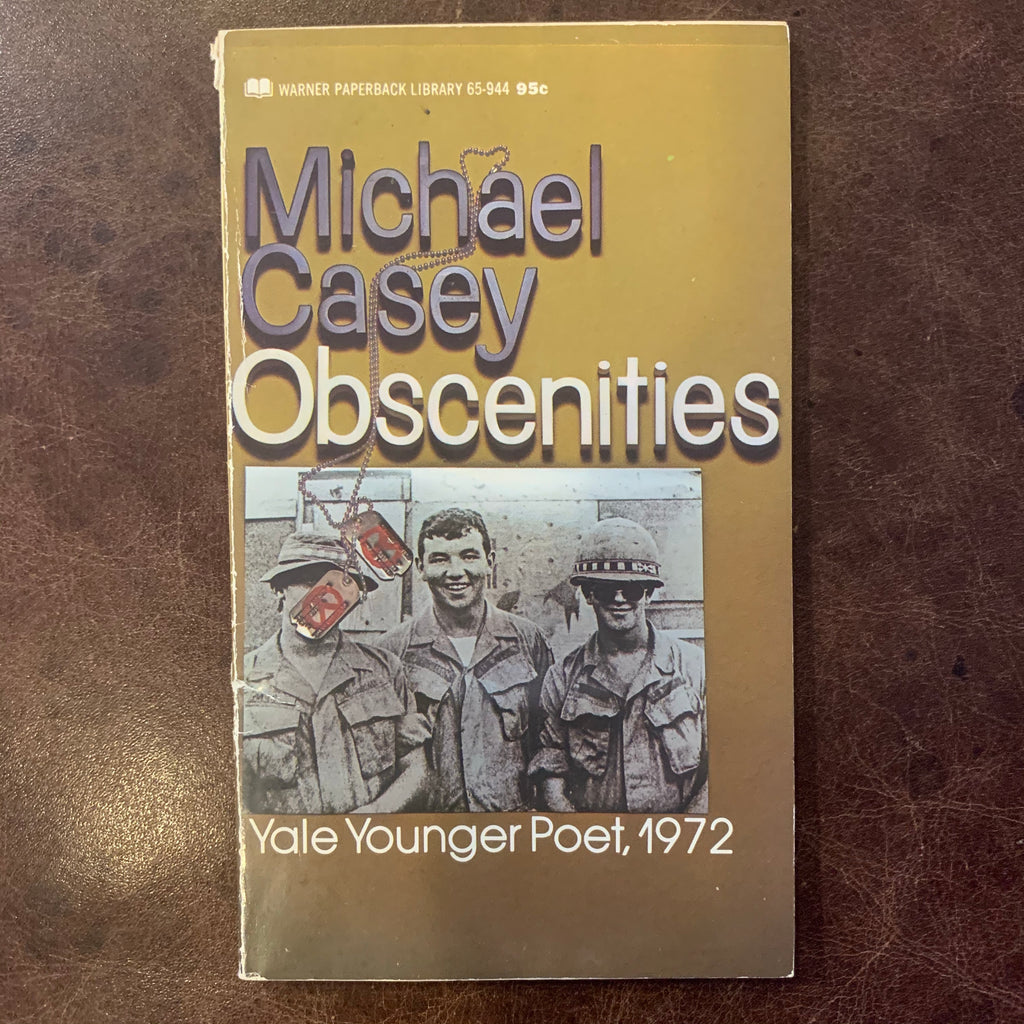 WARNER PAPERBACK LIBRARY 65-944 95c
Michael
Casey
Obscenities
Yale Younger Poet, 1972